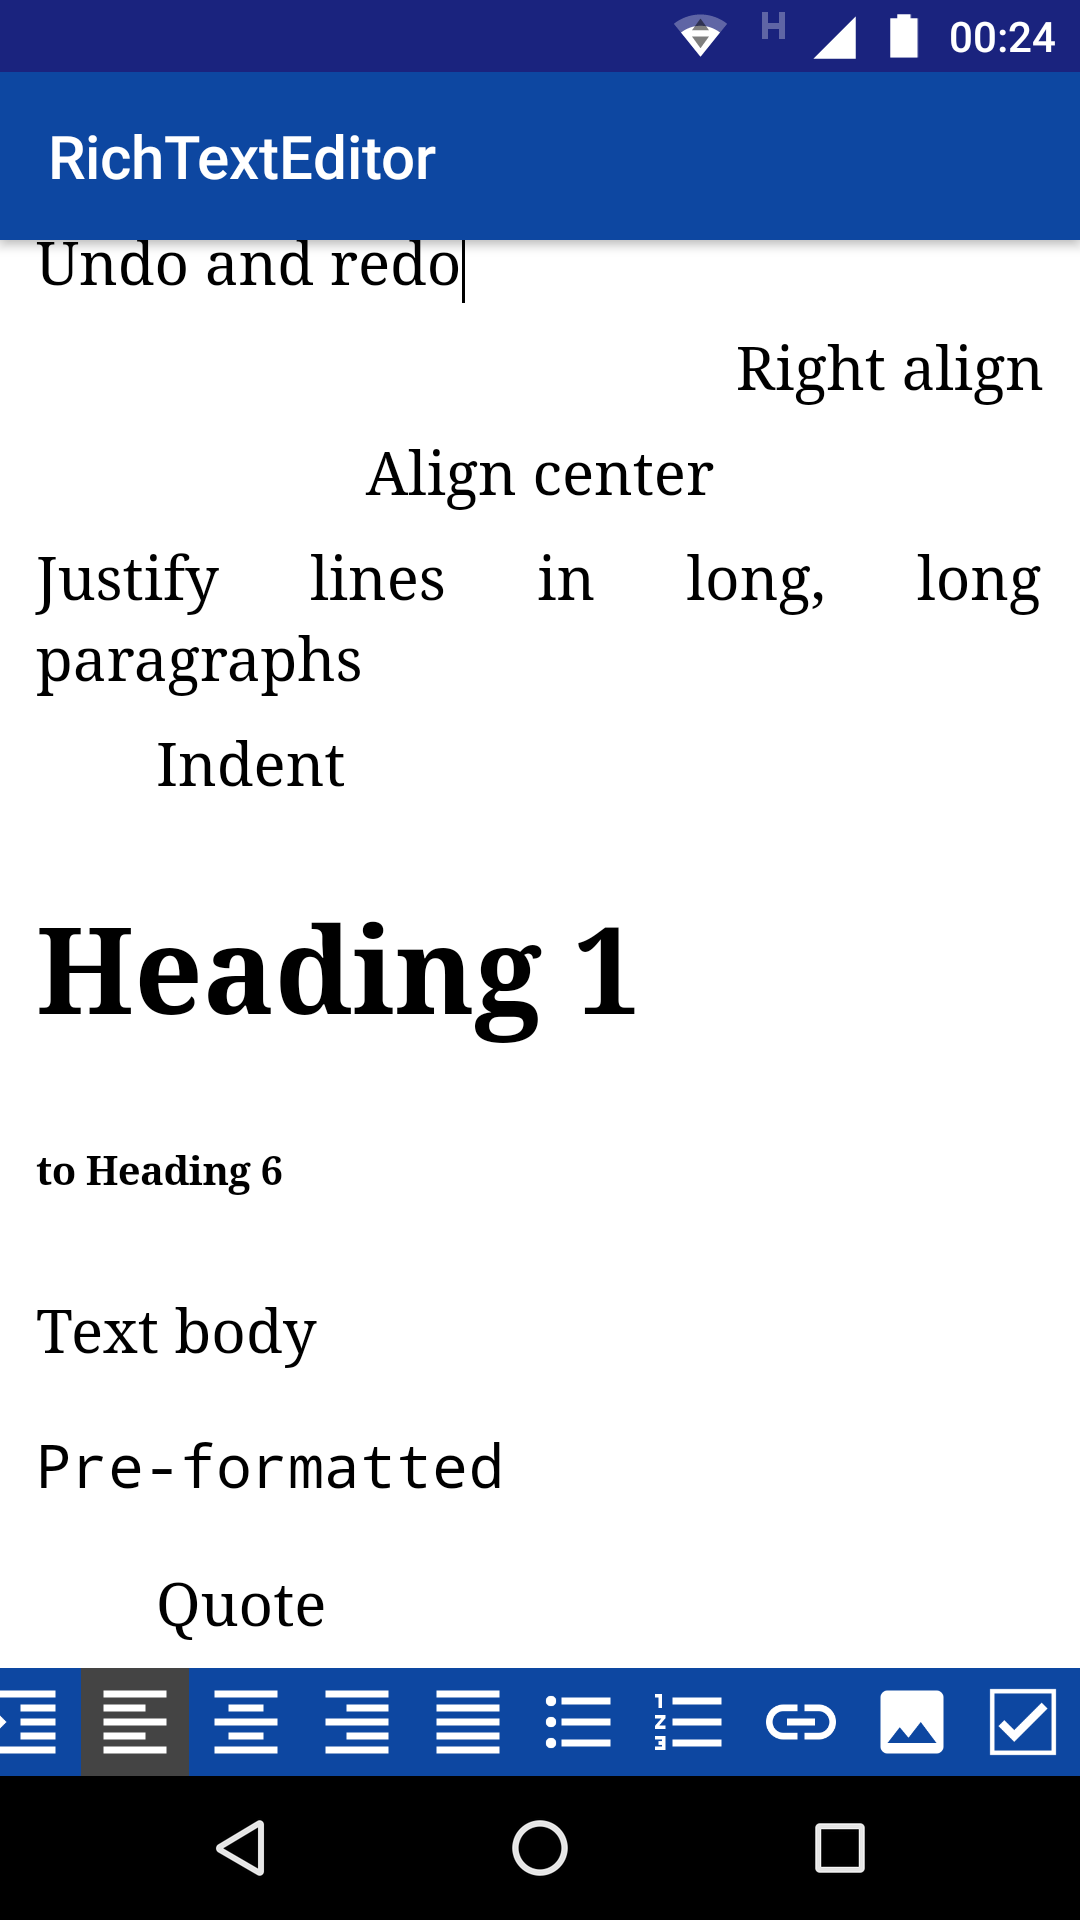 H 00:24
RichTextEditor
Undo and redo
Right align
Align center
Justify lines in long, long
paragraphs
Indent
Heading 1
to Heading 6
Text body
Pre-formatted
Quote